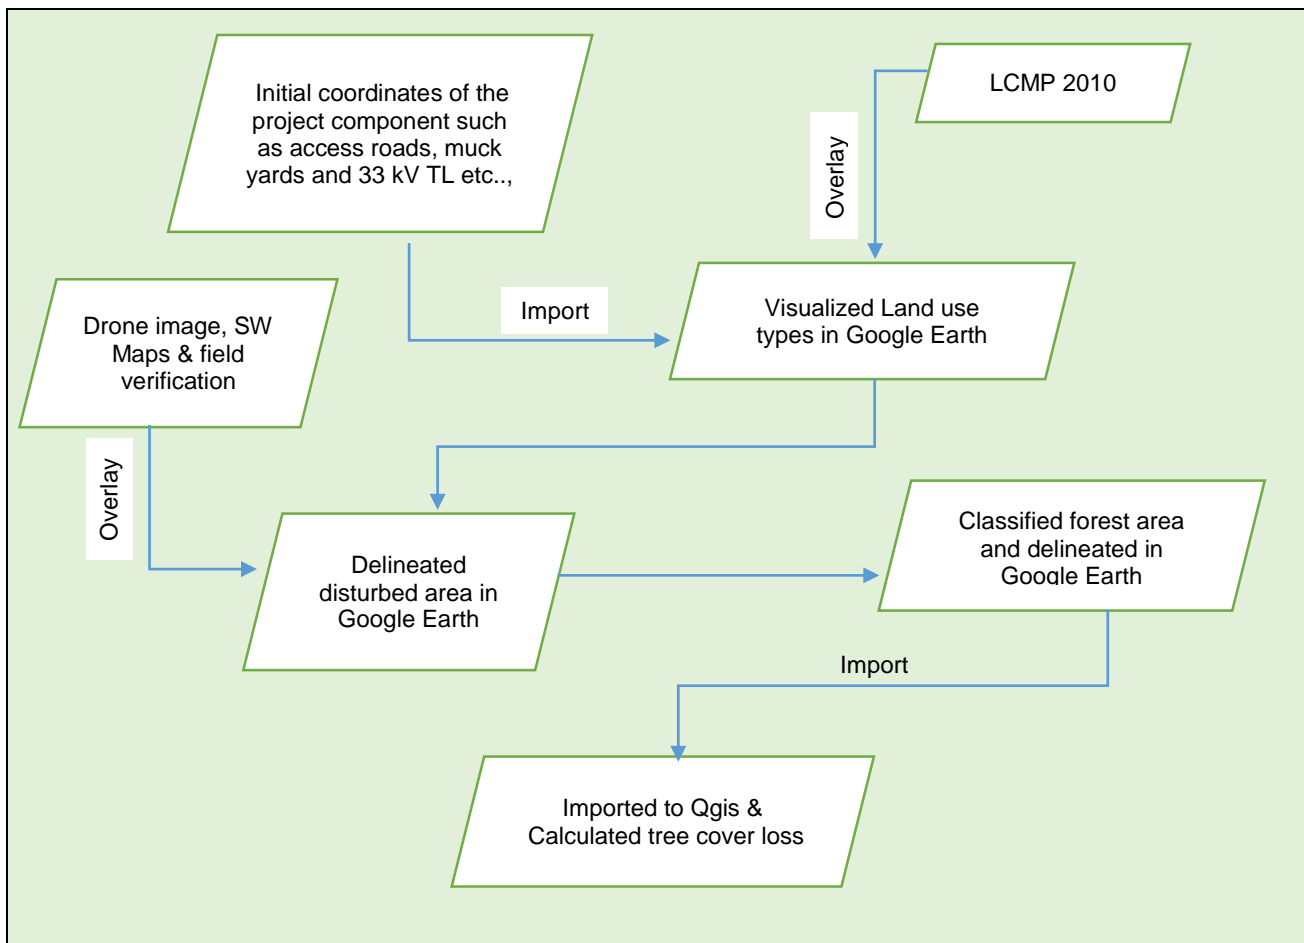 Initial coordinates of the
project component such
as access roads, muck
yards and 33 kV TL etc..,
LCMP 2010
Overlay
Import
Visualized Land use
types in Google Earth
Drone image, SW
Maps & field
verification
Overlay
Delineated
disturbed area in
Google Earth
Classified forest area
and delineated in
Google Earth
Import
Imported to Qgis &
Calculated tree cover loss